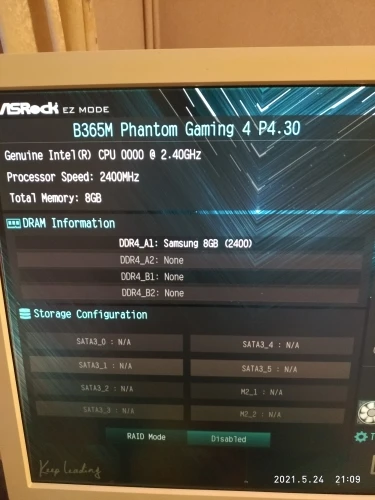 ASRock EZ MODE
B365M Phantom Gaming 4 P4.30
Genuine Intel(R) CPU 0000 @ 2.40GHz
Processor Speed: 2400MHz
Total Memory: 8GB
DRAM Information
DDR4_A1: Samsung 8GB (2400)
DDR4_A2: None
DDR4_B1: None
DDR4_B2: None
Storage Configuration
SATA3_0 : N/A
SATA3_4 : N/A
SATA3_1 : N/A
SATA3_5 : N/A
SATA3_2 : N/A
M2_1 : N/A
SATA3_3 : N/A
M2_2 : N/A
RAID Mode
Disabled
Keep Leading
2021.5.24 21:09